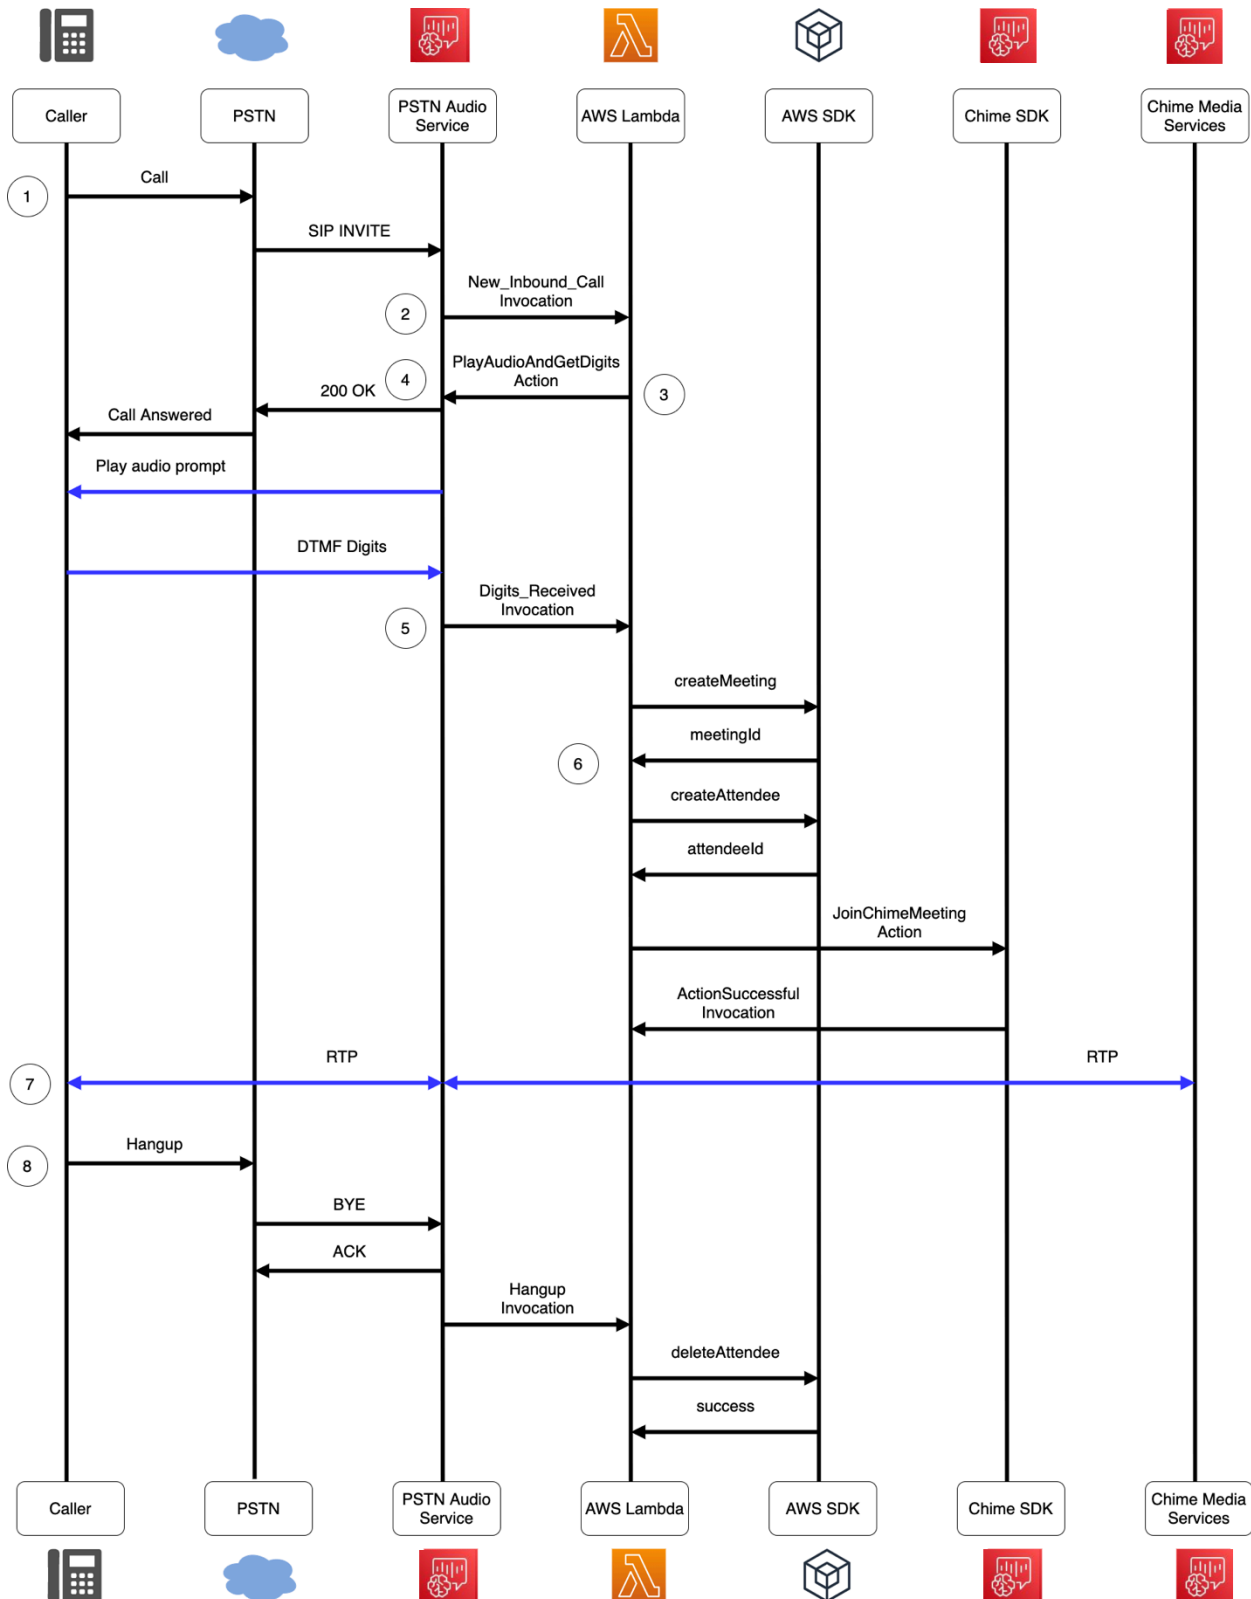 Caller
PSTN
PSTN Audio
Service
AWS Lambda
AWS SDK
Chime SDK
Chime Media
Services
1
Call
SIP INVITE
New_Inbound_Call
Invocation
2
PlayAudioAndGetDigits
Action
3
4
200 OK
Call Answered
Play audio prompt
DTMF Digits
Digits_Received
Invocation
5
createMeeting
meetingId
6
createAttendee
attendeeId
JoinChimeMeeting
Action
ActionSuccessful
Invocation
RTP
RTP
7
Hangup
8
BYE
ACK
Hangup
Invocation
deleteAttendee
success
Caller
PSTN
PSTN Audio
Service
AWS Lambda
AWS SDK
Chime SDK
Chime Media
Services